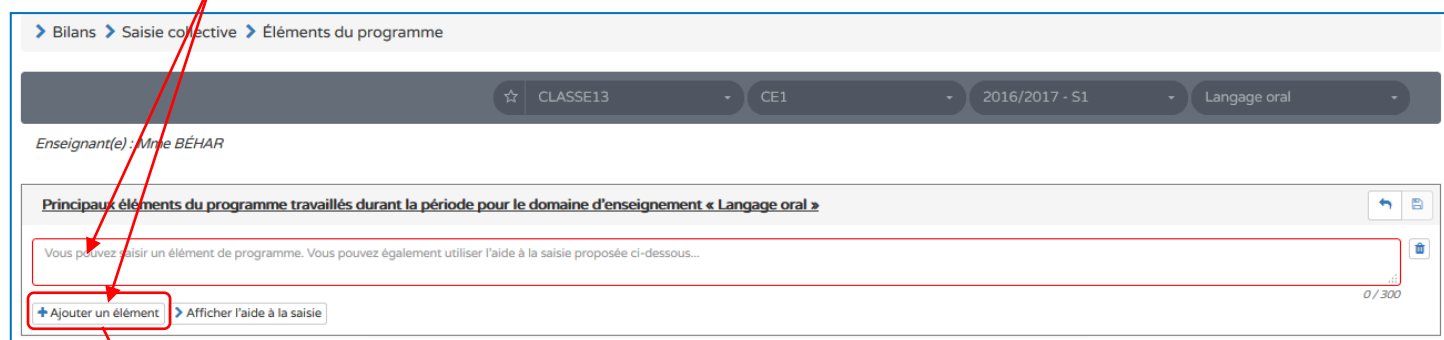 Bilans Saisie collective Éléments du programme
CLASSE13 CE1 2016/2017 - S1 Langage oral
Enseignant(e) : Mme BÉHAR
Principaux éléments du programme travaillés durant la période pour le domaine d'enseignement « Langage oral »
Vous pouvez saisir un élément de programme. Vous pouvez également utiliser l'aide à la saisie proposée ci-dessous...
0 / 300
+ Ajouter un élément > Afficher l'aide à la saisie